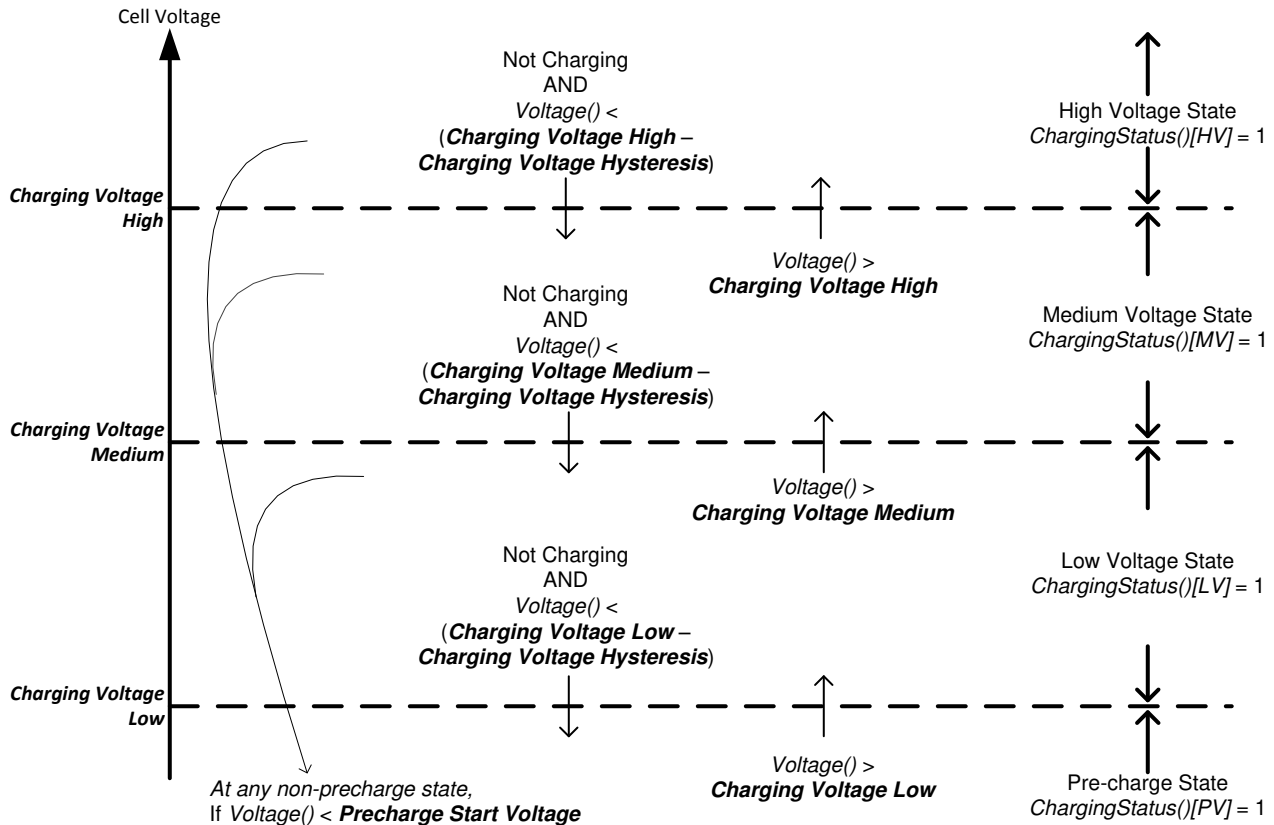 Cell Voltage
Not Charging
AND
Voltage() <
(Charging Voltage High –
Charging Voltage Hysteresis)
High Voltage State
ChargingStatus()[HV] = 1
Charging Voltage
High
Voltage() >
Charging Voltage High
Not Charging
AND
Voltage() <
(Charging Voltage Medium –
Charging Voltage Hysteresis)
Medium Voltage State
ChargingStatus()[MV] = 1
Charging Voltage
Medium
Voltage() >
Charging Voltage Medium
Not Charging
AND
Voltage() <
(Charging Voltage Low –
Charging Voltage Hysteresis)
Low Voltage State
ChargingStatus()[LV] = 1
Charging Voltage
Low
Voltage() >
Charging Voltage Low
Pre-charge State
ChargingStatus()[PV] = 1
At any non-precharge state,
If Voltage() < Precharge Start Voltage